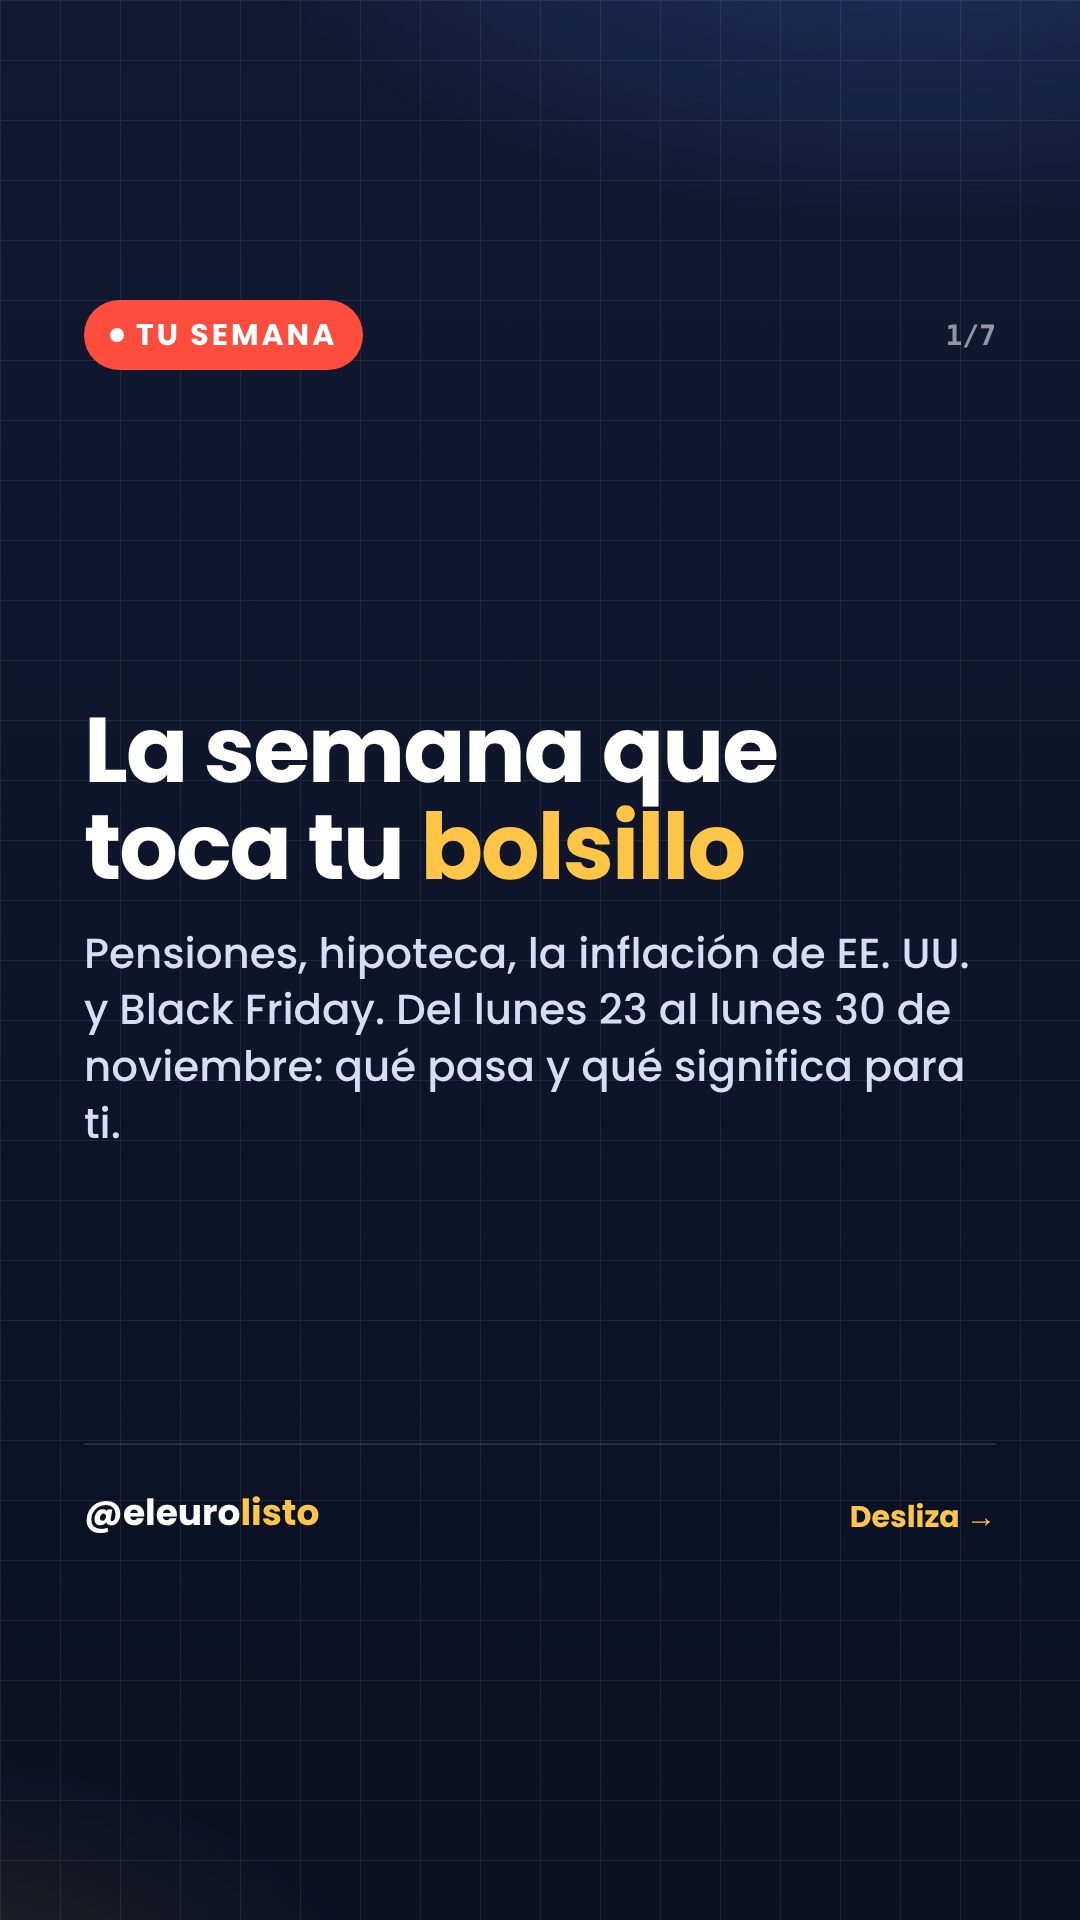 TU SEMANA
1/7
La semana que
toca tu bolsillo
Pensiones, hipoteca, la inflación de EE. UU.
y Black Friday. Del lunes 23 al lunes 30 de
noviembre: qué pasa y qué significa para
ti.
@eleurolisto
Desliza →